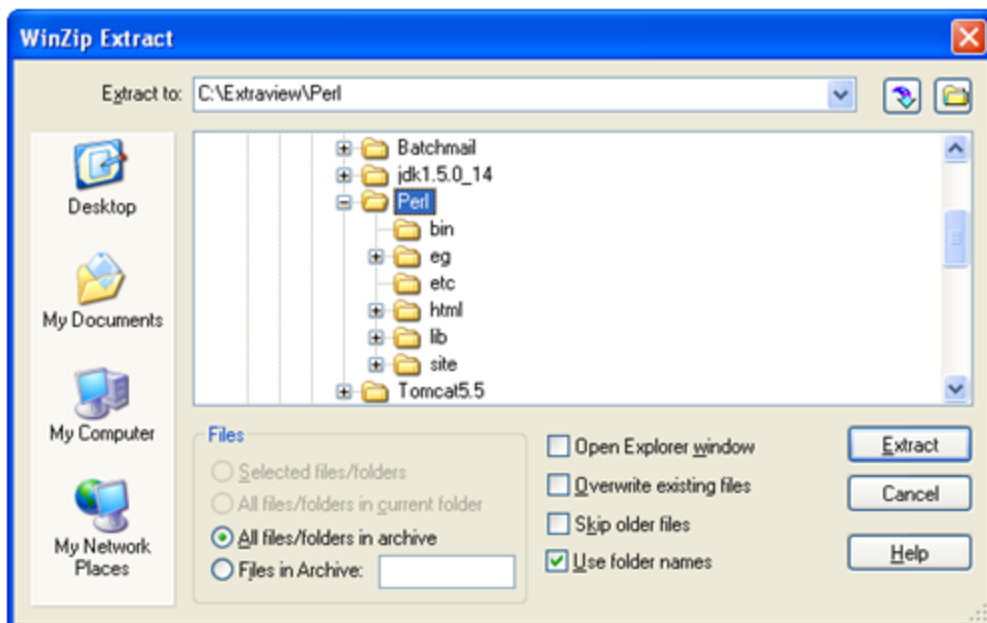 WinZip Extract
Extract to: C:\Extraview\Perl
Desktop
My Documents
My Computer
My Network
Places
Batchmail
jdk1.5.0_14
Perl
bin
eg
etc
html
lib
site
Tomcat5.5
Files
Selected files/folders
All files/folders in current folder
All files/folders in archive
Files in Archive:
Open Explorer window
Overwrite existing files
Skip older files
Use folder names
Extract
Cancel
Help